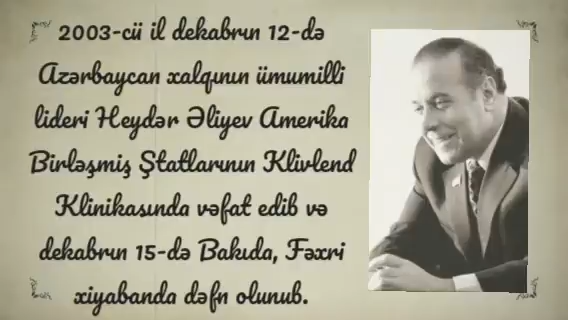 2003-cü il dekabrın 12-də
Azərbaycan xalqının ümumilli
lideri Heydər Əliyev Amerika
Birləşmiş Ştatlarının Klivlend
Klinikasında vəfat edib və
dekabrın 15-də Bakıda, Fəxri
xiyabanda dəfn olunub.